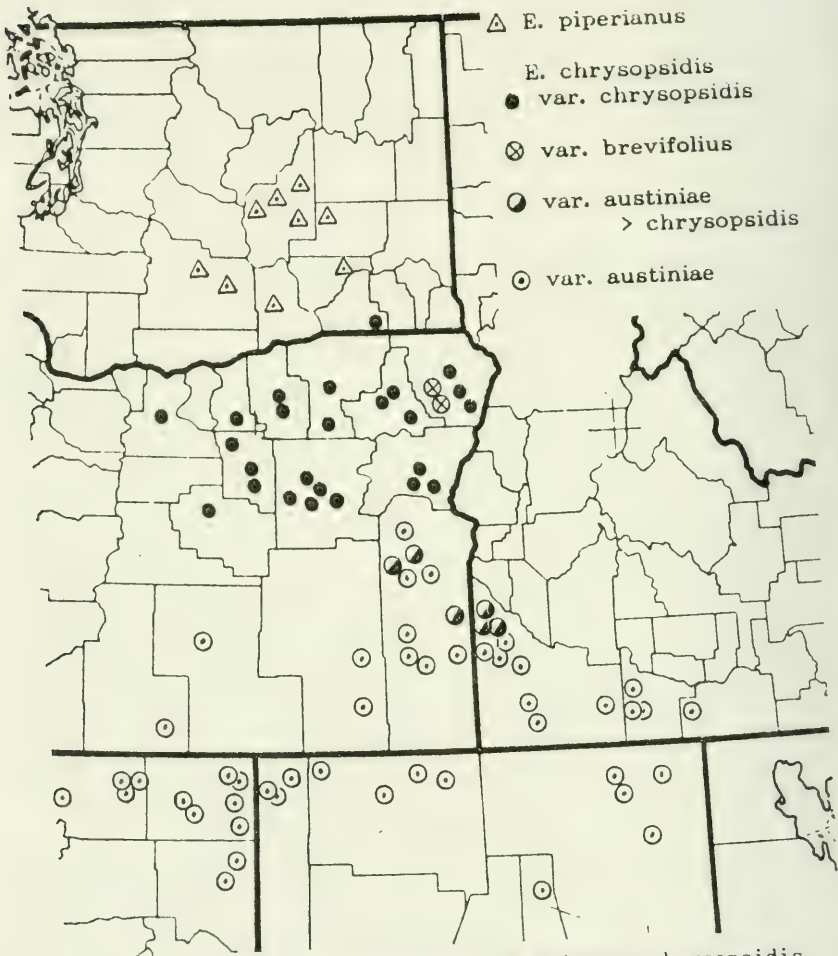 E. piperianus
E. chrysopsidis
var. chrysopsidis
var. brevifolius
var. austiniae
> chrysopsidis
var. austiniae